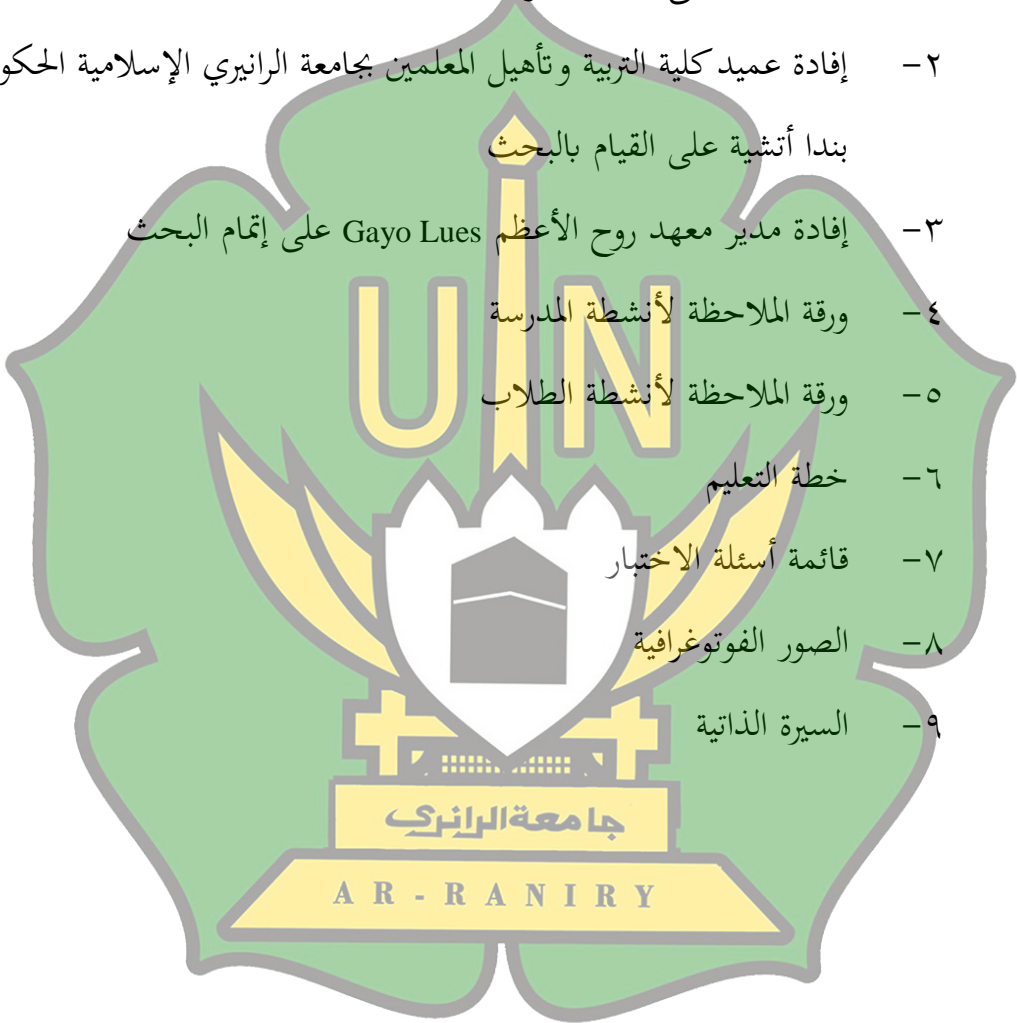 ٢- إفادة عميد كلية التربية وتأهيل المعلمين بجامعة الرانيري الإسلامية
بندا أتشية على القيام بالبحث
٣- إفادة مدير معهد روح الأعظم Gayo Lues على إتمام البحث
٤- ورقة الملاحظة لأنشطة المدرسة
٥- ورقة الملاحظة لأنشطة الطلاب
٦- خطة التعليم
٧- قائمة أسئلة الاختبار
٨- الصور الفوتوغرافية
٩- السيرة الذاتية
UIN
جامعة الرانري
AR-RANIRY